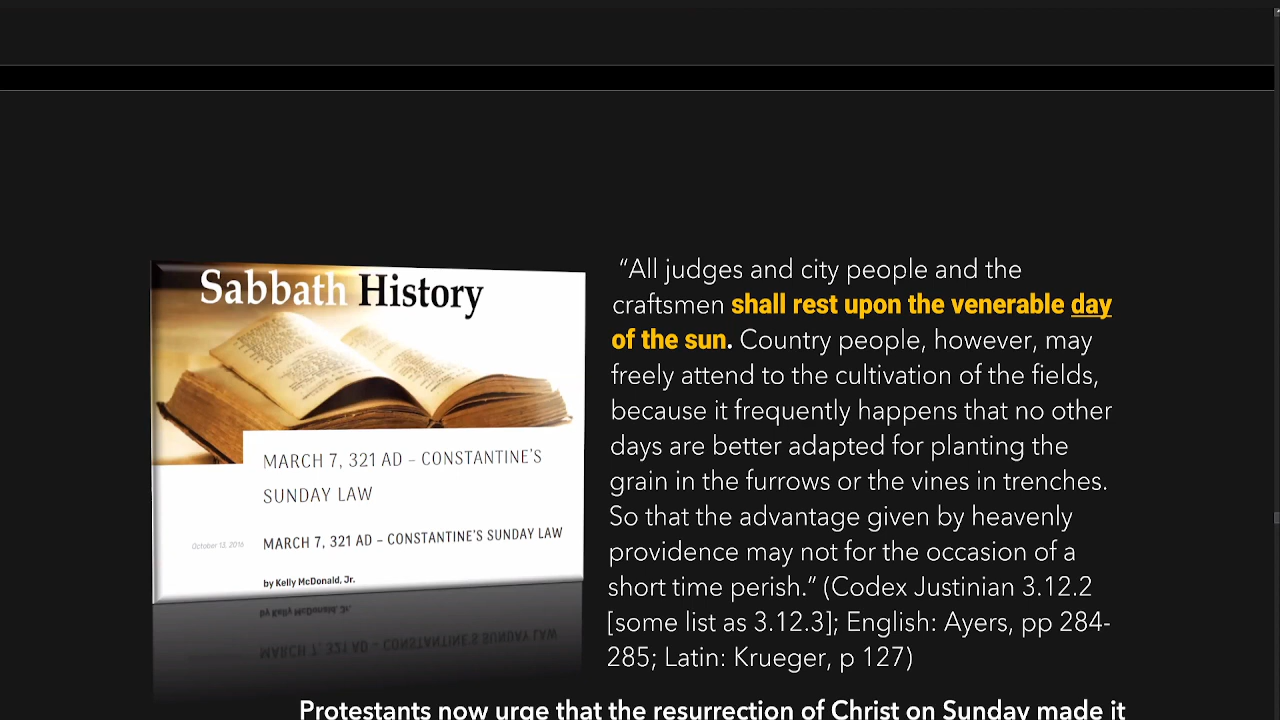 Sabbath History
MARCH 7, 321 AD – CONSTANTINE'S
SUNDAY LAW
October 13, 2016
MARCH 7, 321 AD – CONSTANTINE'S SUNDAY LAW
by Kelly McDonald, Jr.
“All judges and city people and the
craftsmen shall rest upon the venerable day
of the sun. Country people, however, may
freely attend to the cultivation of the fields,
because it frequently happens that no other
days are better adapted for planting the
grain in the furrows or the vines in trenches.
So that the advantage given by heavenly
providence may not for the occasion of a
short time perish.” (Codex Justinian 3.12.2
[some list as 3.12.3]; English: Ayers, pp 284-
285; Latin: Krueger, p 127)
Protestants now urge that the resurrection of Christ on Sunday made it